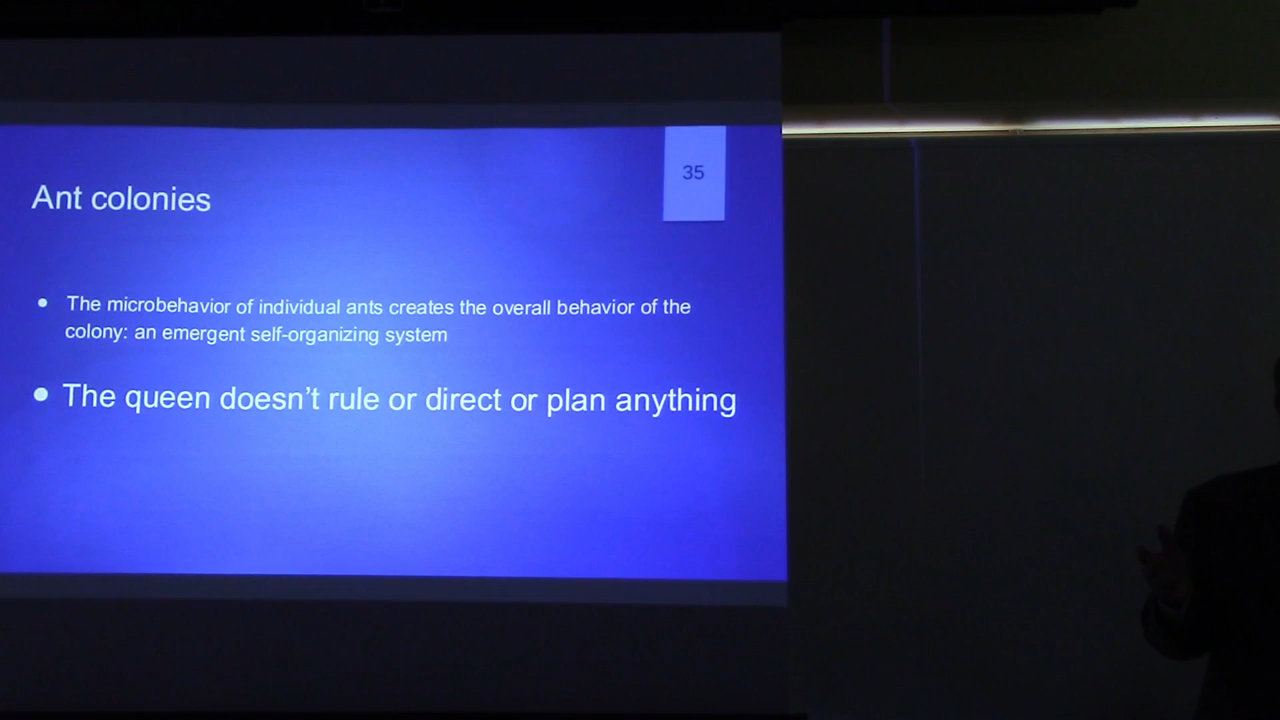 35
Ant colonies
• The microbehavior of individual ants creates the overall behavior of the
colony: an emergent self-organizing system
• The queen doesn’t rule or direct or plan anything